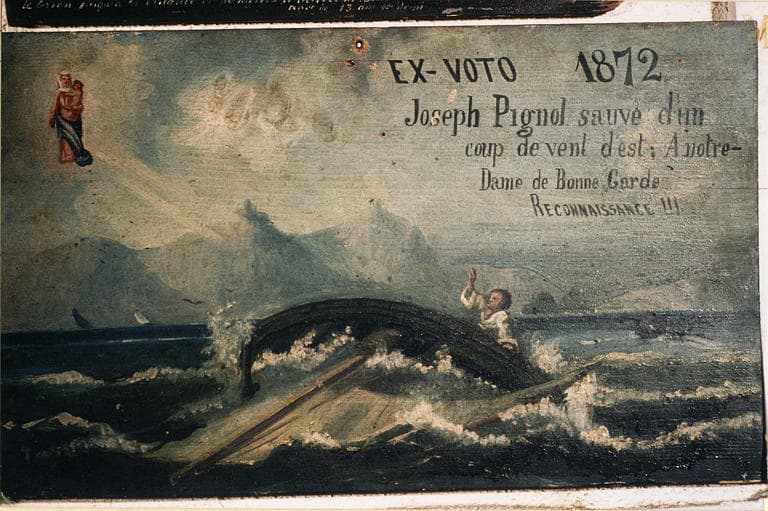 EX-VOTO 1872
Joseph Pignol sauvé d'un
coup de vent d'est; A notre-
Dame de Bonne Garde
RECONNAISSANCE !!!